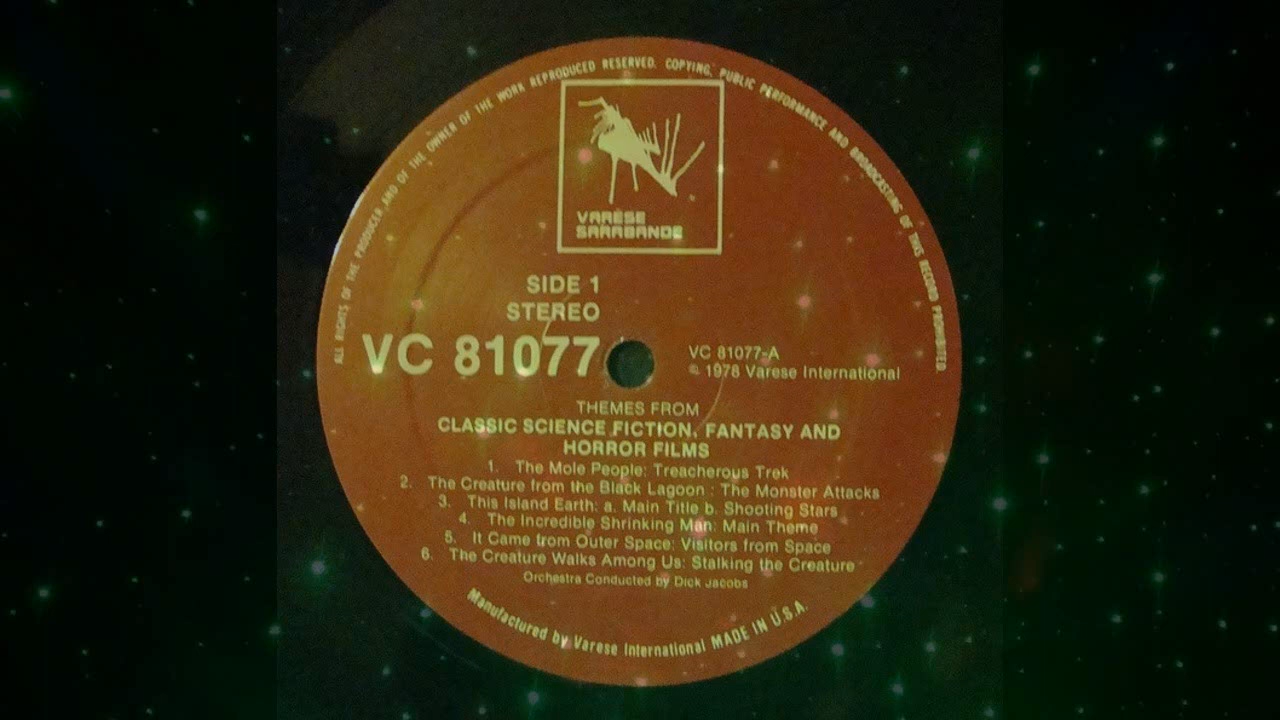 ALL RIGHTS OF THE PRODUCER AND OF THE OWNER OF THE WORK REPRODUCED RESERVED. COPYING, PUBLIC PERFORMANCE AND BROADCASTING OF THIS RECORD PROHIBITED
VARÈSE
SARABANDE
SIDE 1
STEREO
VC 81077
VC 81077-A
℗ 1978 Varese International
THEMES FROM
CLASSIC SCIENCE FICTION, FANTASY AND
HORROR FILMS
1. The Mole People: Treacherous Trek
2. The Creature from the Black Lagoon : The Monster Attacks
3. This Island Earth: a. Main Title b. Shooting Stars
4. The Incredible Shrinking Man: Main Theme
5. It Came from Outer Space: Visitors from Space
6. The Creature Walks Among Us: Stalking the Creature
Orchestra Conducted by Dick Jacobs
Manufactured by Varese International MADE IN U.S.A.